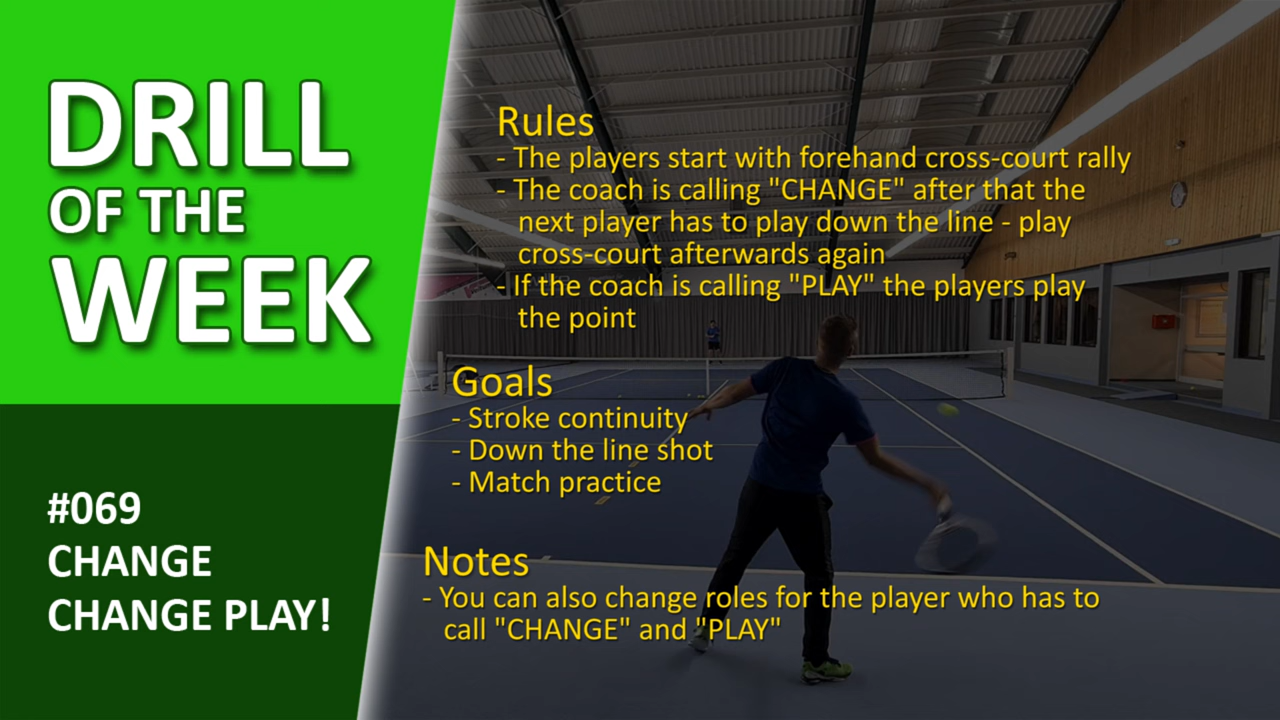 DRILL
OF THE
WEEK
#069
CHANGE
CHANGE PLAY!
Rules
- The players start with forehand cross-court rally
- The coach is calling "CHANGE" after that the
next player has to play down the line - play
cross-court afterwards again
- If the coach is calling "PLAY" the players play
the point
Goals
- Stroke continuity
- Down the line shot
- Match practice
Notes
- You can also change roles for the player who has to
call "CHANGE" and "PLAY"